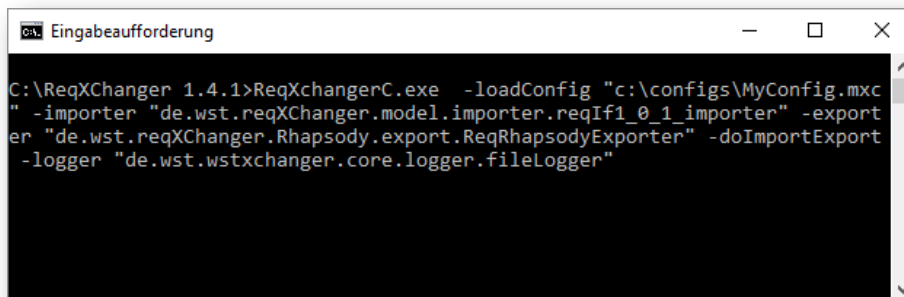 Eingabeaufforderung
C:\ReqXChanger 1.4.1>ReqXchangerC.exe  -loadConfig "c:\configs\MyConfig.mxc
" -importer "de.wst.reqXChanger.model.importer.reqIf1_0_1_importer" -export
er "de.wst.reqXChanger.Rhapsody.export.ReqRhapsodyExporter" -doImportExport
 -logger "de.wst.wstxchanger.core.logger.fileLogger"